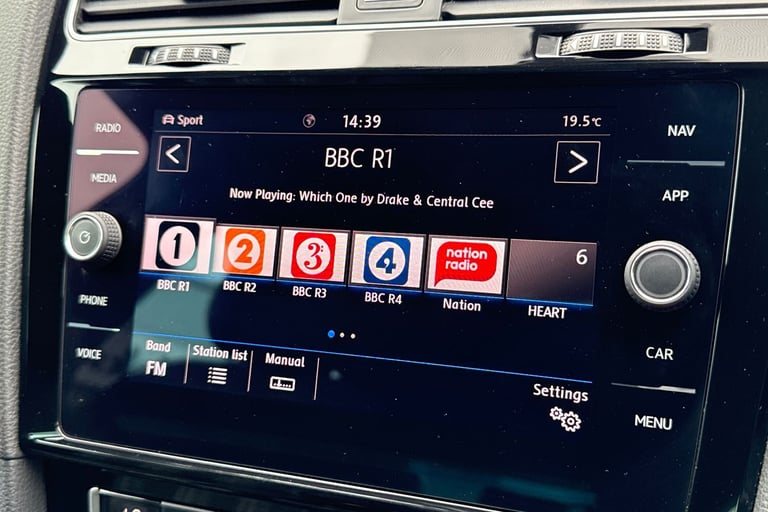 Sport
14:39
19.5°C
RADIO
MEDIA
PHONE
VOICE
NAV
APP
CAR
MENU
<
BBC R1
>
Now Playing: Which One by Drake & Central Cee
1
2
3
4
nation
radio
6
BBC R1
BBC R2
BBC R3
BBC R4
Nation
HEART
Band
FM
Station list
Manual
Settings